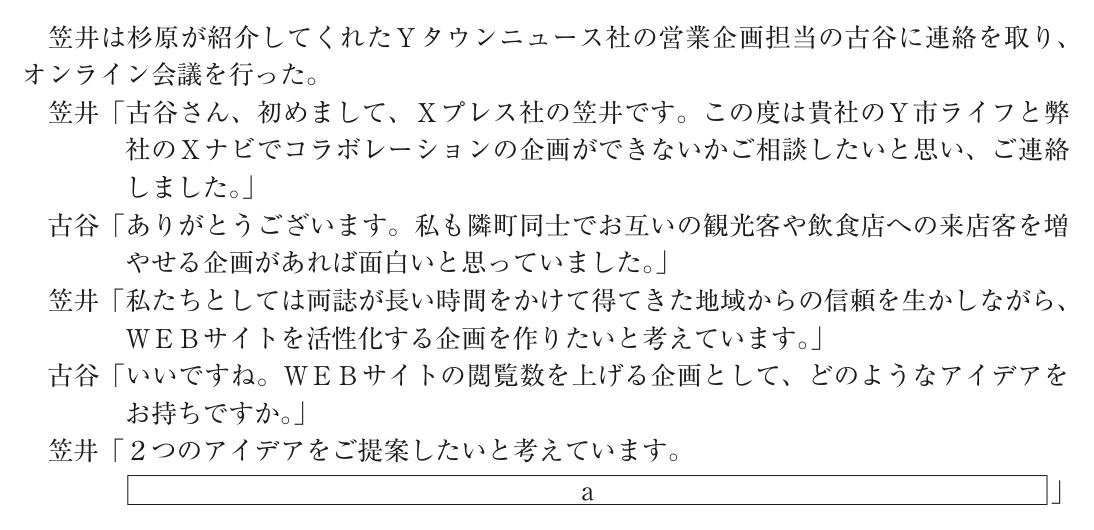 笠井は杉原が紹介してくれたＹタウンニュース社の営業企画担当の古谷に連絡を取り、
オンライン会議を行った。
笠井「古谷さん、初めまして、Ｘプレス社の笠井です。この度は貴社のＹ市ライフと弊
社のＸナビでコラボレーションの企画ができないかご相談したいと思い、ご連絡
しました。」
古谷「ありがとうございます。私も隣町同士でお互いの観光客や飲食店への来店客を増
やせる企画があれば面白いと思っていました。」
笠井「私たちとしては両誌が長い時間をかけて得てきた地域からの信頼を生かしながら、
ＷＥＢサイトを活性化する企画を作りたいと考えています。」
古谷「いいですね。ＷＥＢサイトの閲覧数を上げる企画として、どのようなアイデアを
お持ちですか。」
笠井「２つのアイデアをご提案したいと考えています。
a」